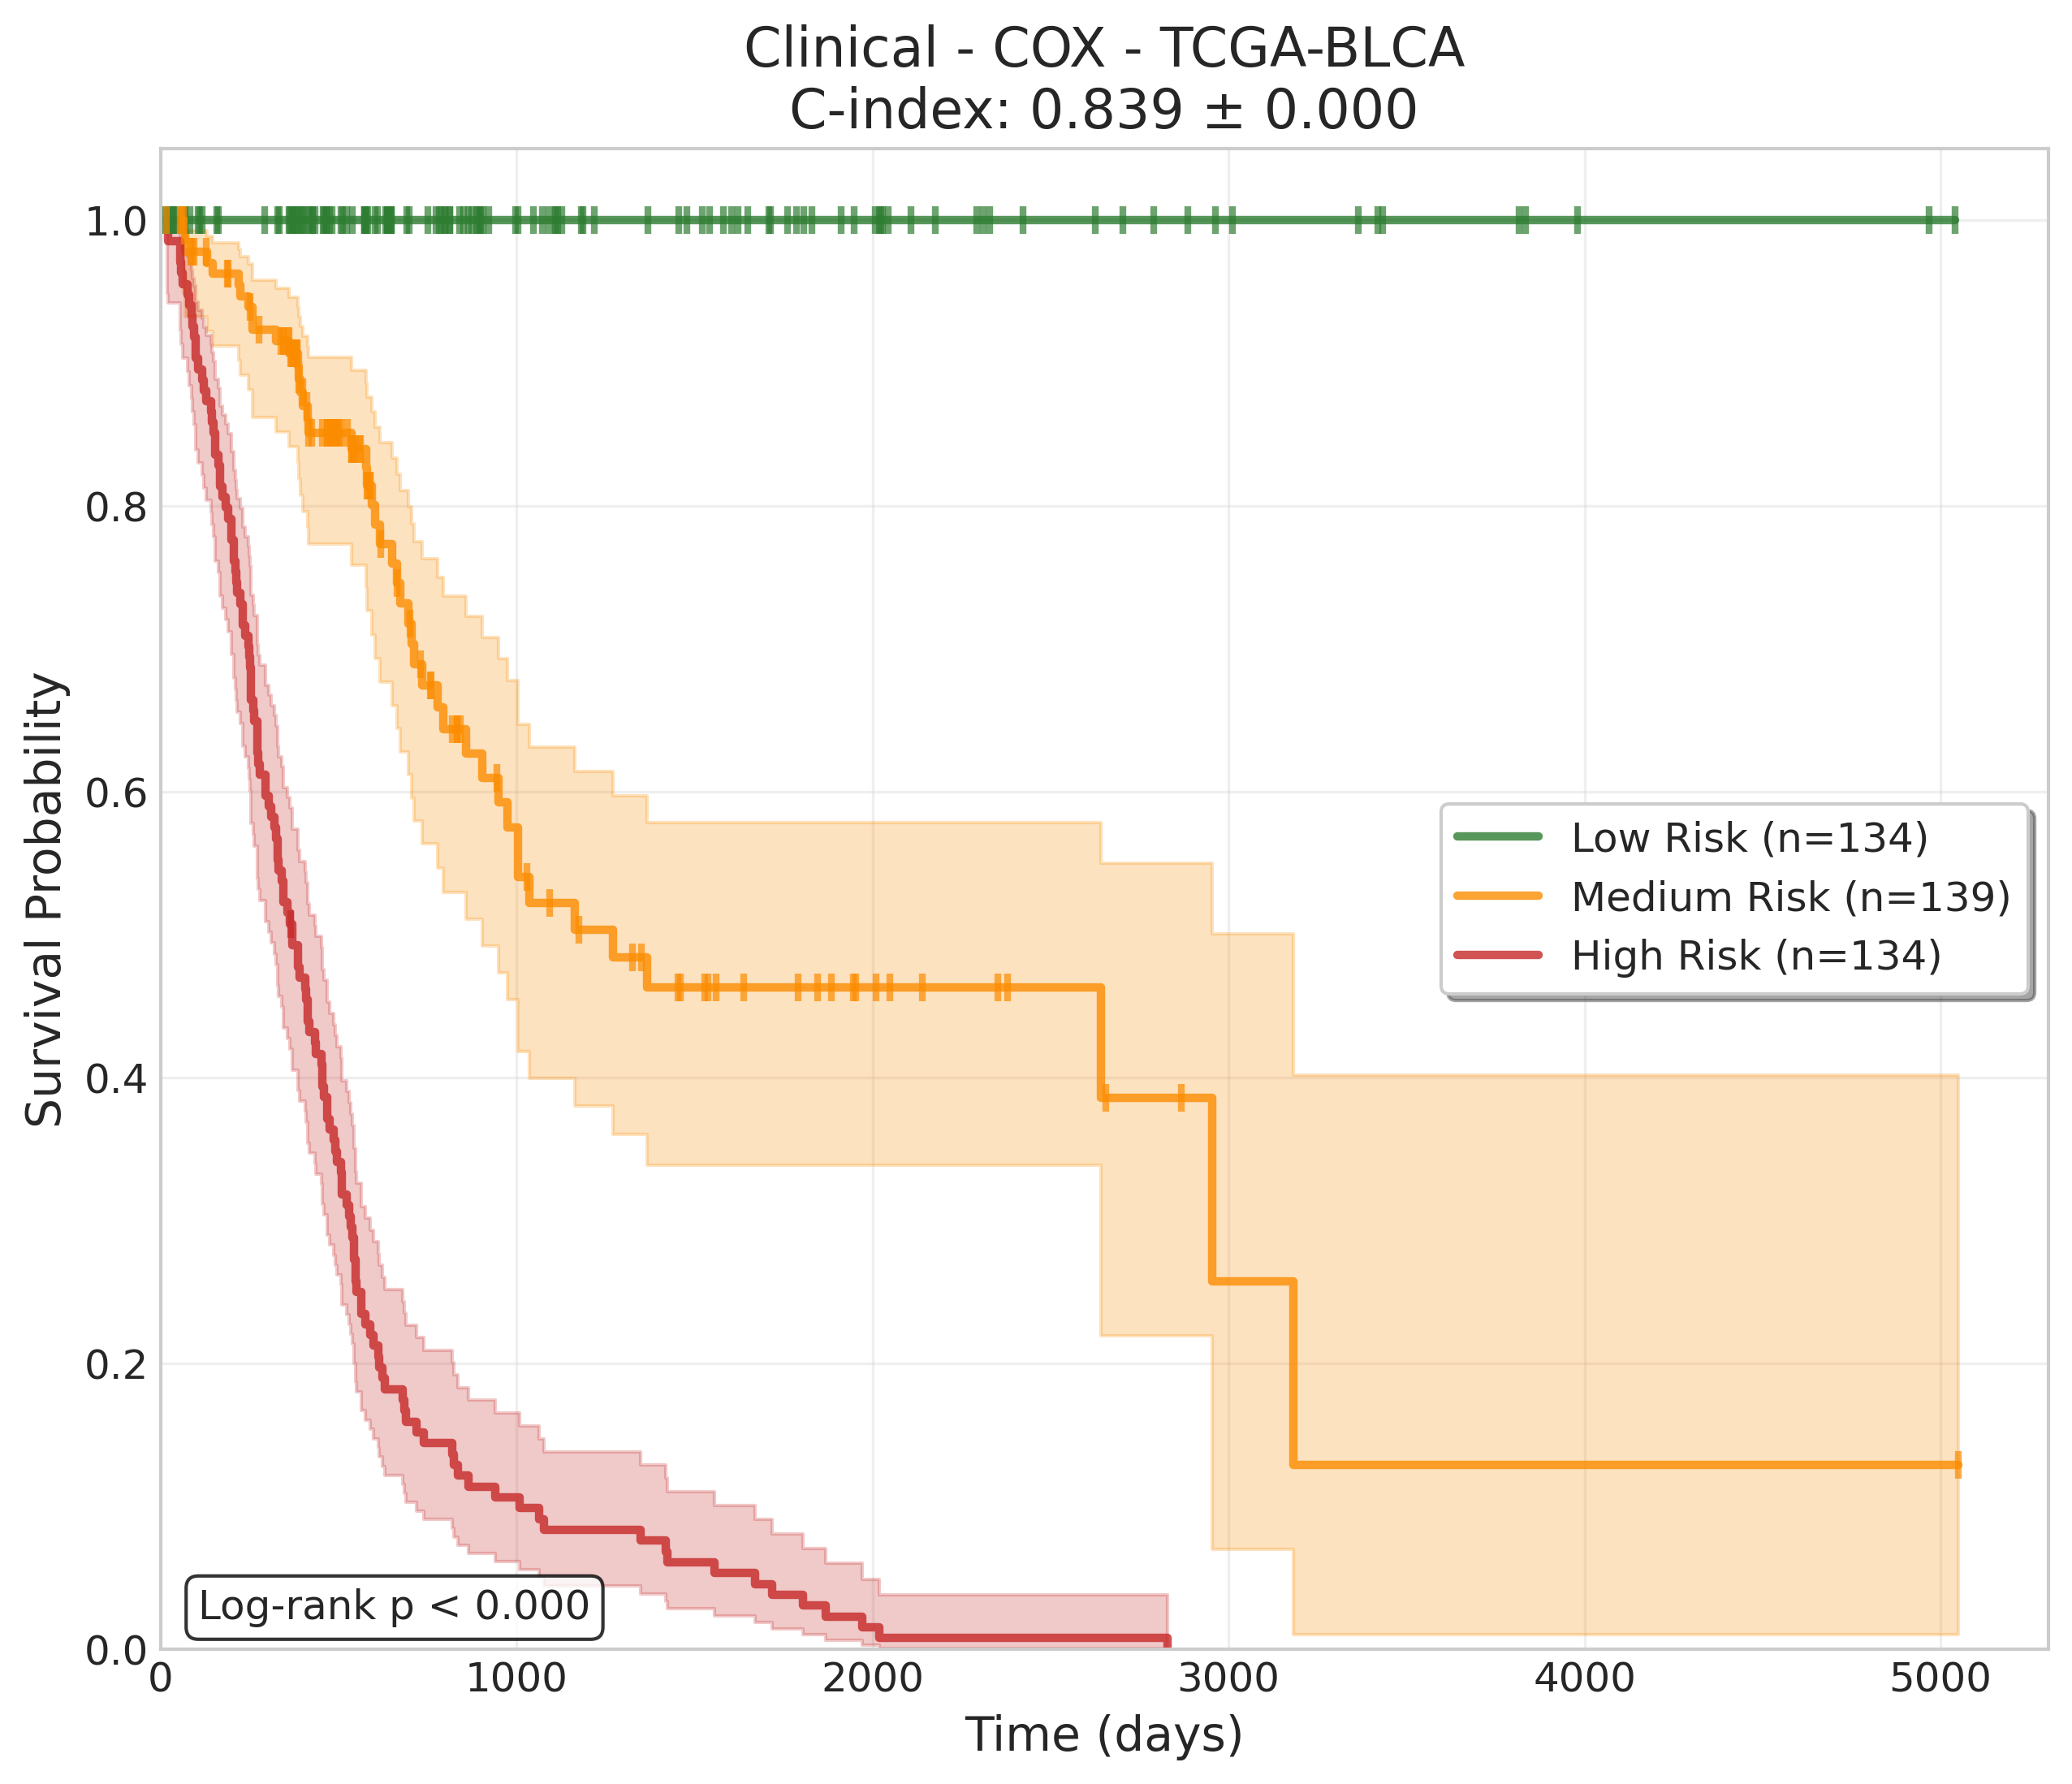 Clinical - COX - TCGA-BLCA
C-index: 0.839 ± 0.000
Survival Probability
1.0
0.8
0.6
0.4
0.2
0.0
Low Risk (n=134)
Medium Risk (n=139)
High Risk (n=134)
Log-rank p < 0.000
0 1000 2000 3000 4000 5000
Time (days)